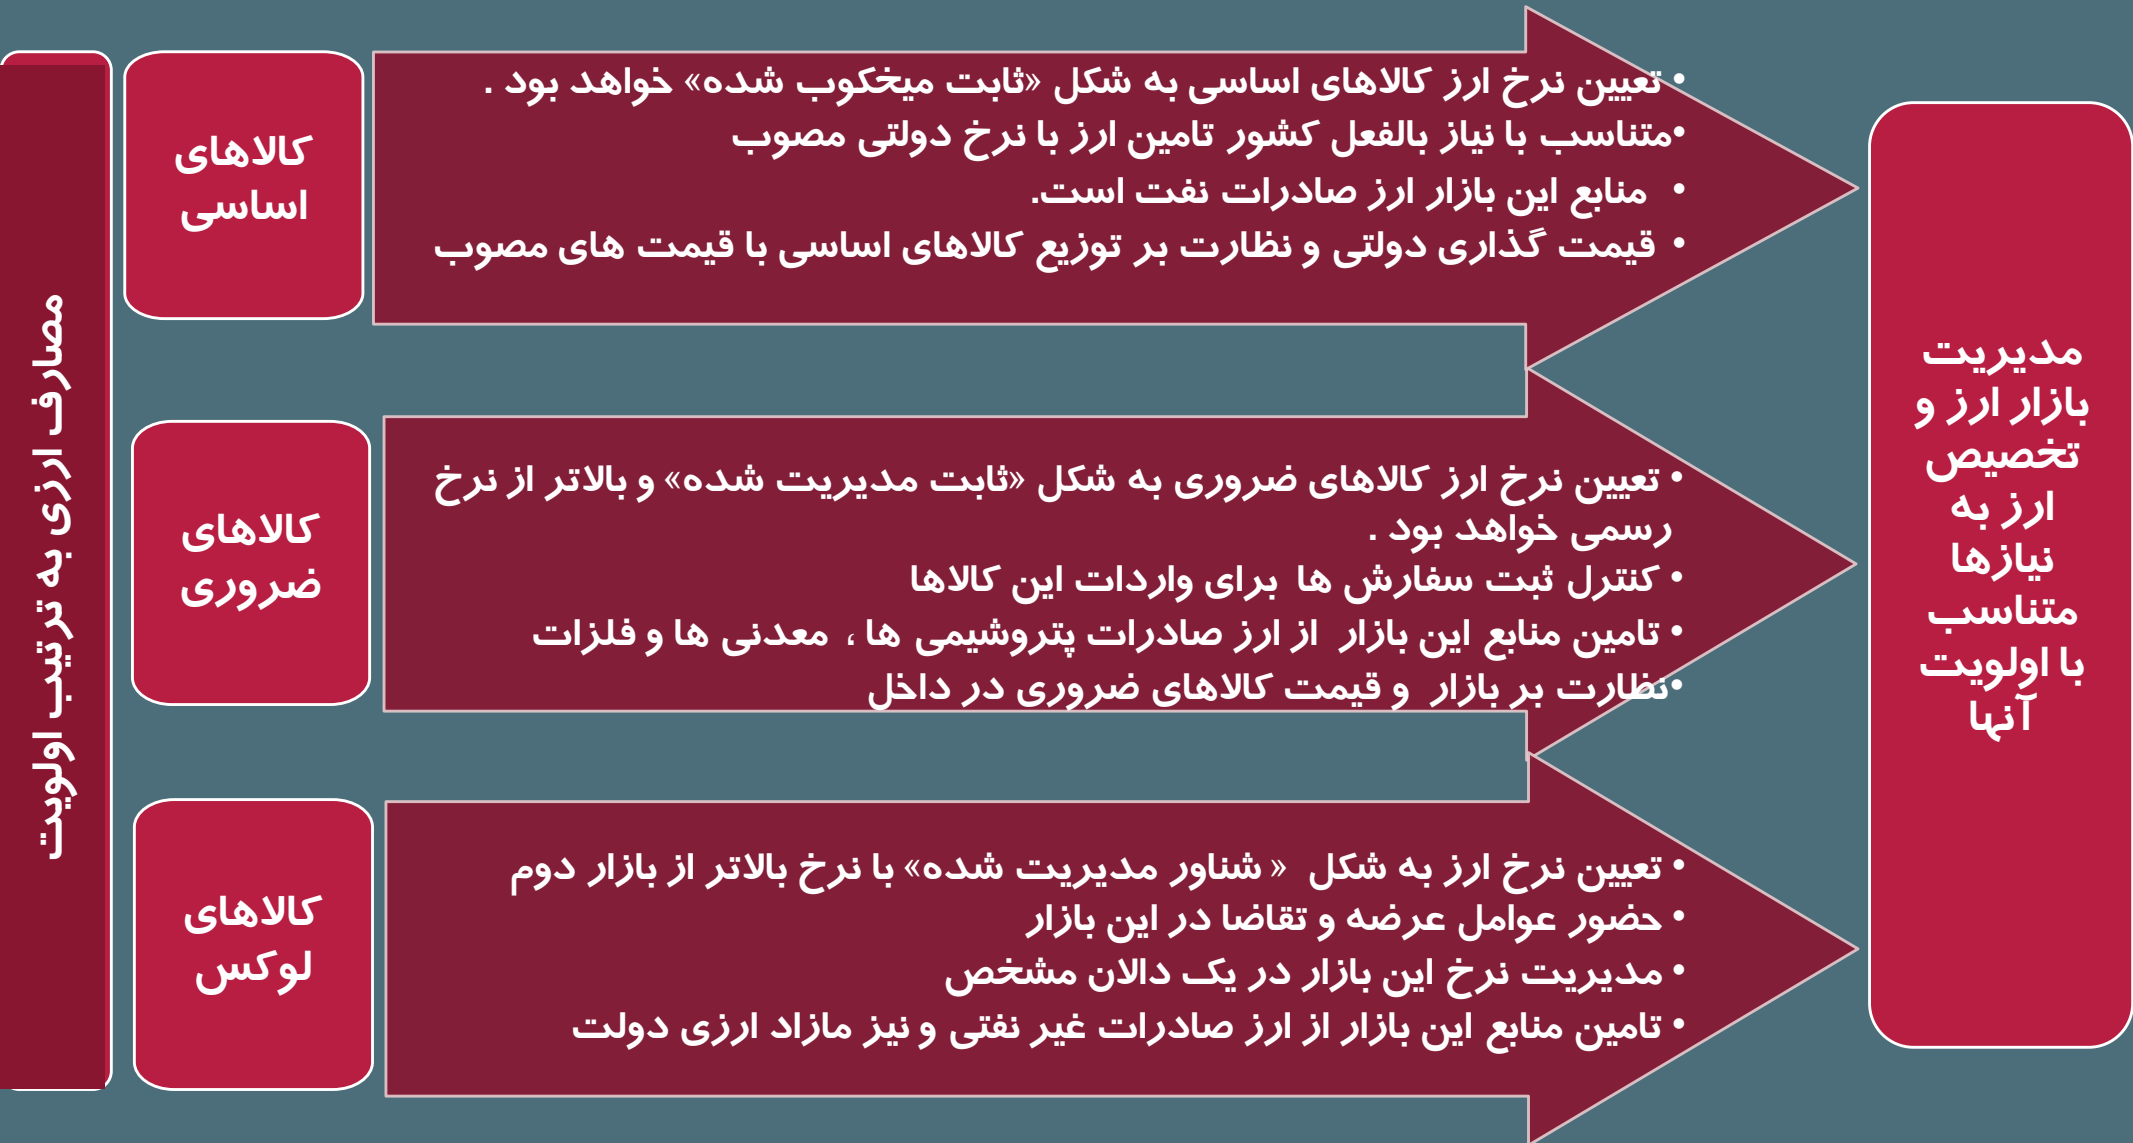 مصارف ارزی به ترتیب اولویت
کالاهای
اساسی
• تعیین نرخ ارز کالاهای اساسی به شکل «ثابت میخکوب شده» خواهد بود .
•متناسب با نیاز بالفعل کشور تامین ارز با نرخ دولتی مصوب
• منابع این بازار ارز صادرات نفت است.
• قیمت گذاری دولتی و نظارت بر توزیع کالاهای اساسی با قیمت های مصوب
کالاهای
ضروری
• تعیین نرخ ارز کالاهای ضروری به شکل «ثابت مدیریت شده» و بالاتر از نرخ
رسمی خواهد بود .
• کنترل ثبت سفارش ها برای واردات این کالاها
• تامین منابع این بازار از ارز صادرات پتروشیمی ها ، معدنی ها و فلزات
•نظارت بر بازار و قیمت کالاهای ضروری در داخل
کالاهای
لوکس
• تعیین نرخ ارز به شکل « شناور مدیریت شده» با نرخ بالاتر از بازار دوم
• حضور عوامل عرضه و تقاضا در این بازار
• مدیریت نرخ این بازار در یک دالان مشخص
• تامین منابع این بازار از ارز صادرات غیر نفتی و نیز مازاد ارزی دولت
مدیریت
بازار ارز و
تخصیص
ارز به
نیازها
متناسب
با اولویت
آنها